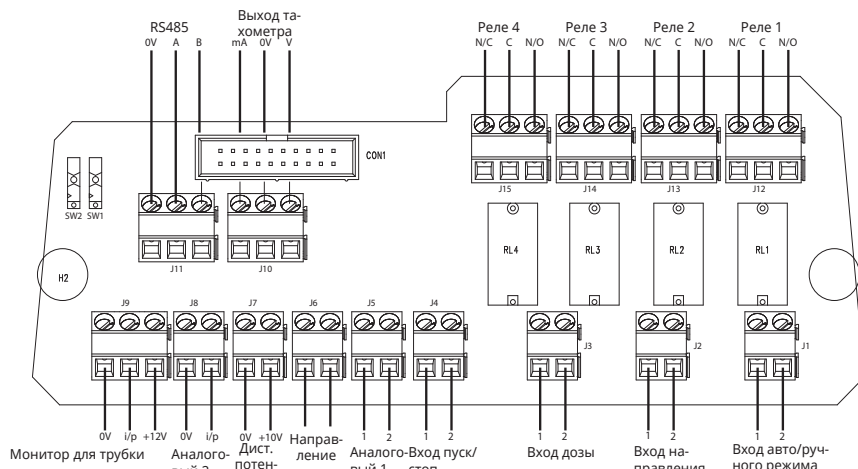 RS485
Выход та-
хометра
Реле 4
Реле 3
Реле 2
Реле 1
0V A B
mA 0V V
N/C C N/O
N/C C N/O
N/C C N/O
N/C C N/O
CON1
J15
J14
J13
J12
SW2
SW1
J11
J10
RL4
RL3
RL2
RL1
H2
J9
J8
J7
J6
J5
J4
J3
J2
J1
0V i/p +12V
0V i/p
0V +10V
1 2
1 2
1 2
1 2
1 2
Монитор для трубки
Аналого-
вый 2
Дист.
потен-
Направ-
ление
Аналого-
вый 1
Вход пуск/
стоп
Вход дозы
Вход на-
правления
Вход авто/руч-
ного режима